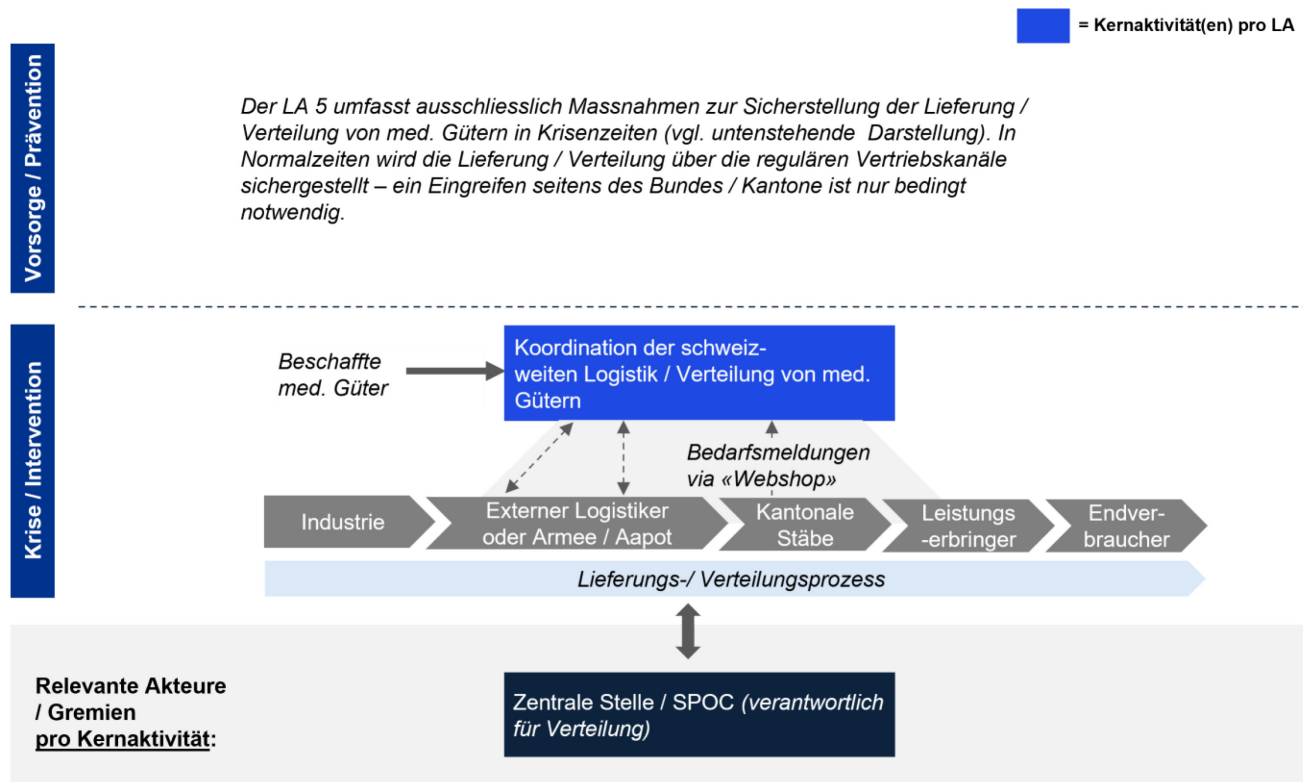 = Kernaktivität(en) pro LA
Vorsorge / Prävention
Der LA 5 umfasst ausschliesslich Massnahmen zur Sicherstellung der Lieferung /
Verteilung von med. Gütern in Krisenzeiten (vgl. untenstehende Darstellung). In
Normalzeiten wird die Lieferung / Verteilung über die regulären Vertriebskanäle
sichergestellt – ein Eingreifen seitens des Bundes / Kantone ist nur bedingt
notwendig.
Krise / Intervention
Beschaffte
med. Güter
Koordination der schweiz-
weiten Logistik / Verteilung von med.
Gütern
Bedarfsmeldungen
via «Webshop»
Industrie
Externer Logistiker
oder Armee / Aapot
Kantonale
Stäbe
Leistungs
-erbringer
Endver-
braucher
Lieferungs-/ Verteilungsprozess
Relevante Akteure
/ Gremien
pro Kernaktivität:
Zentrale Stelle / SPOC (verantwortlich
für Verteilung)